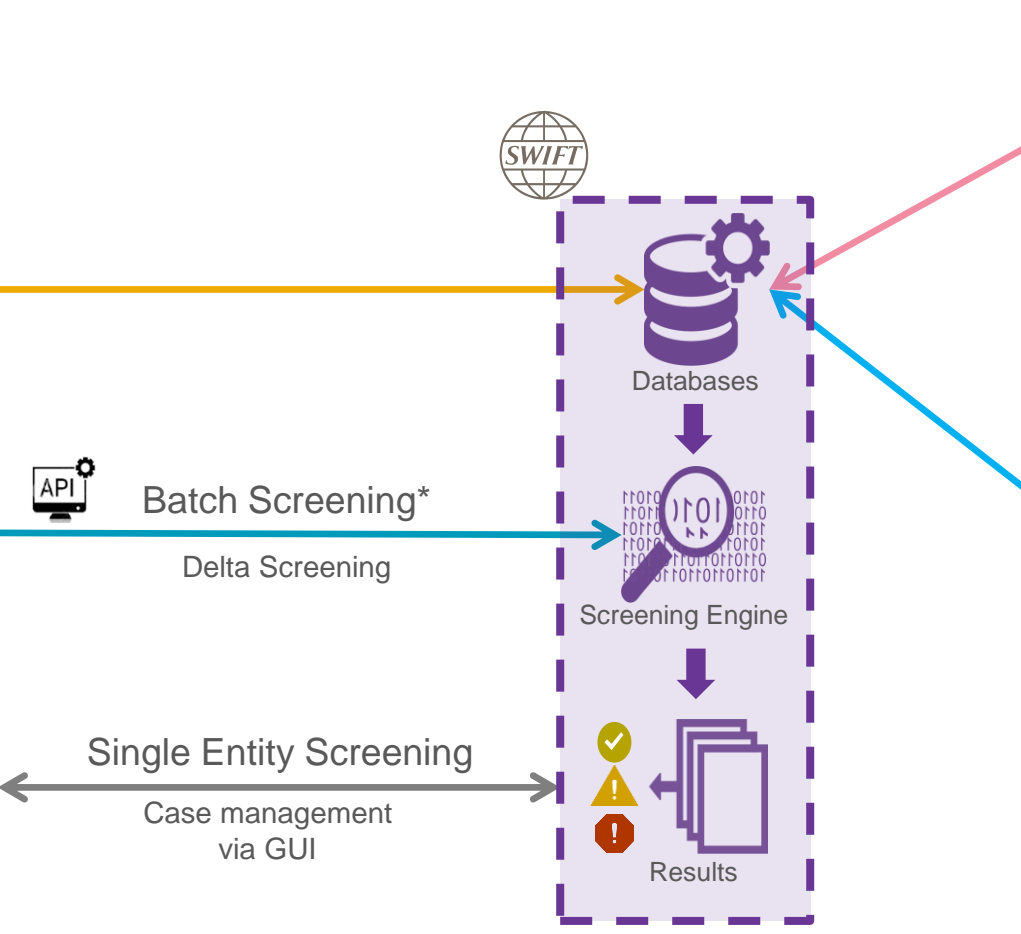 SWIFT
Databases
API
Batch Screening*
Delta Screening
Screening Engine
Single Entity Screening
Case management
via GUI
Results